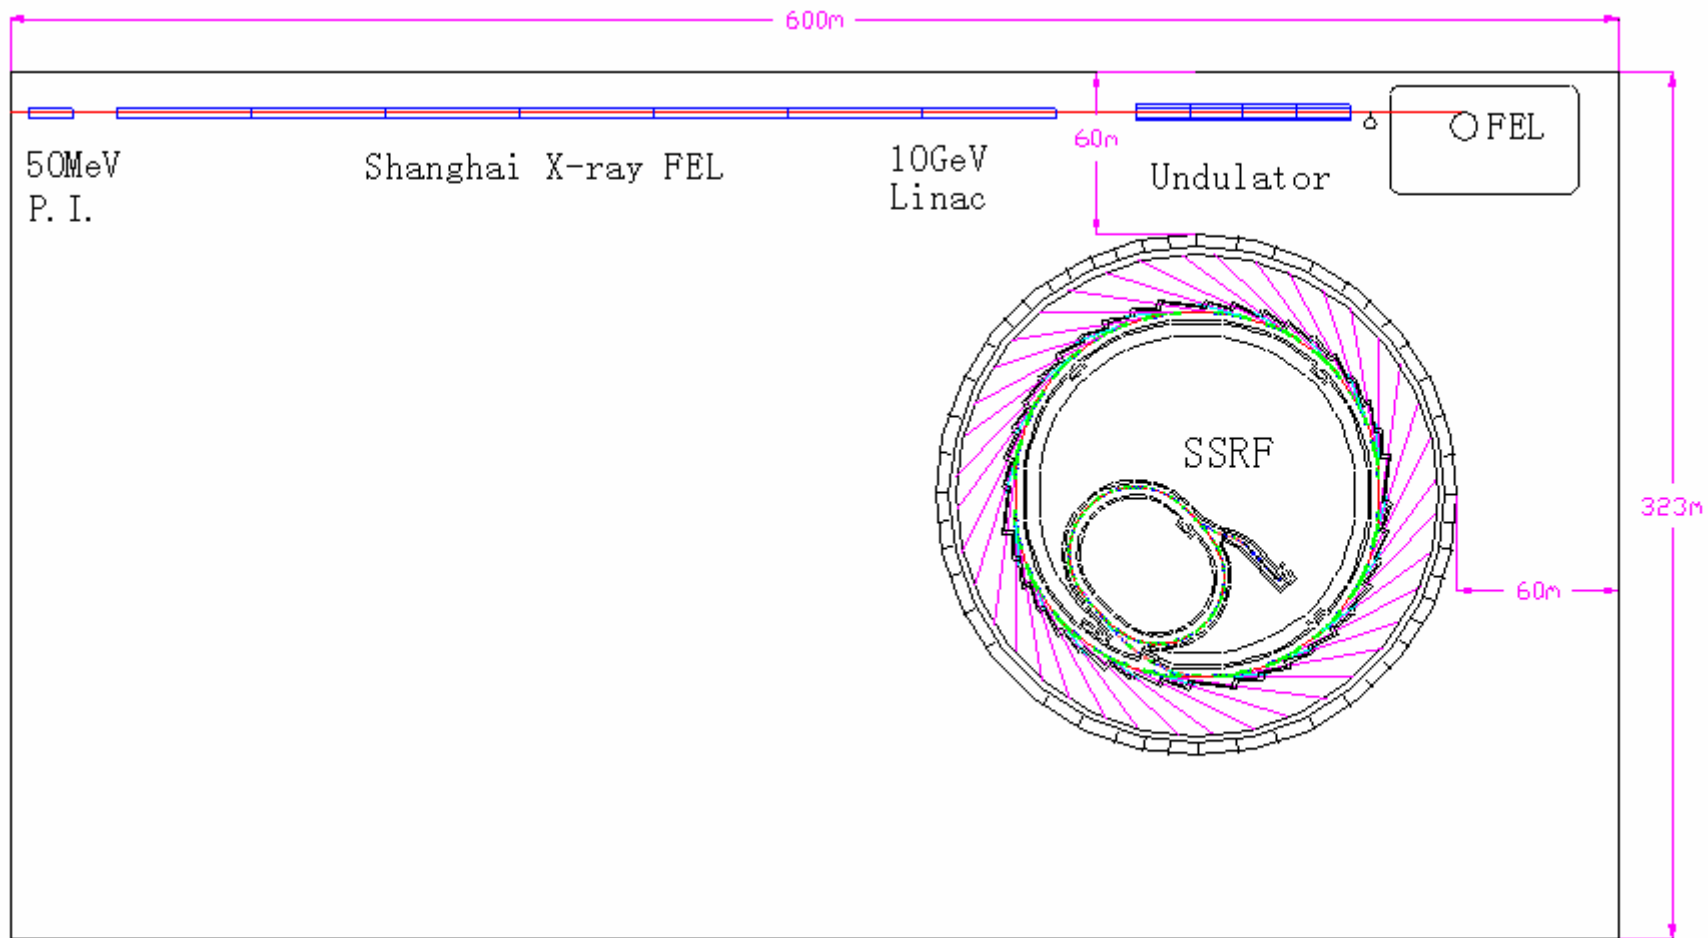 600m
60m
FEL
50MeV
P. I.
Shanghai X-ray FEL
10GeV
Linac
Undulator
SSRF
323m
60m